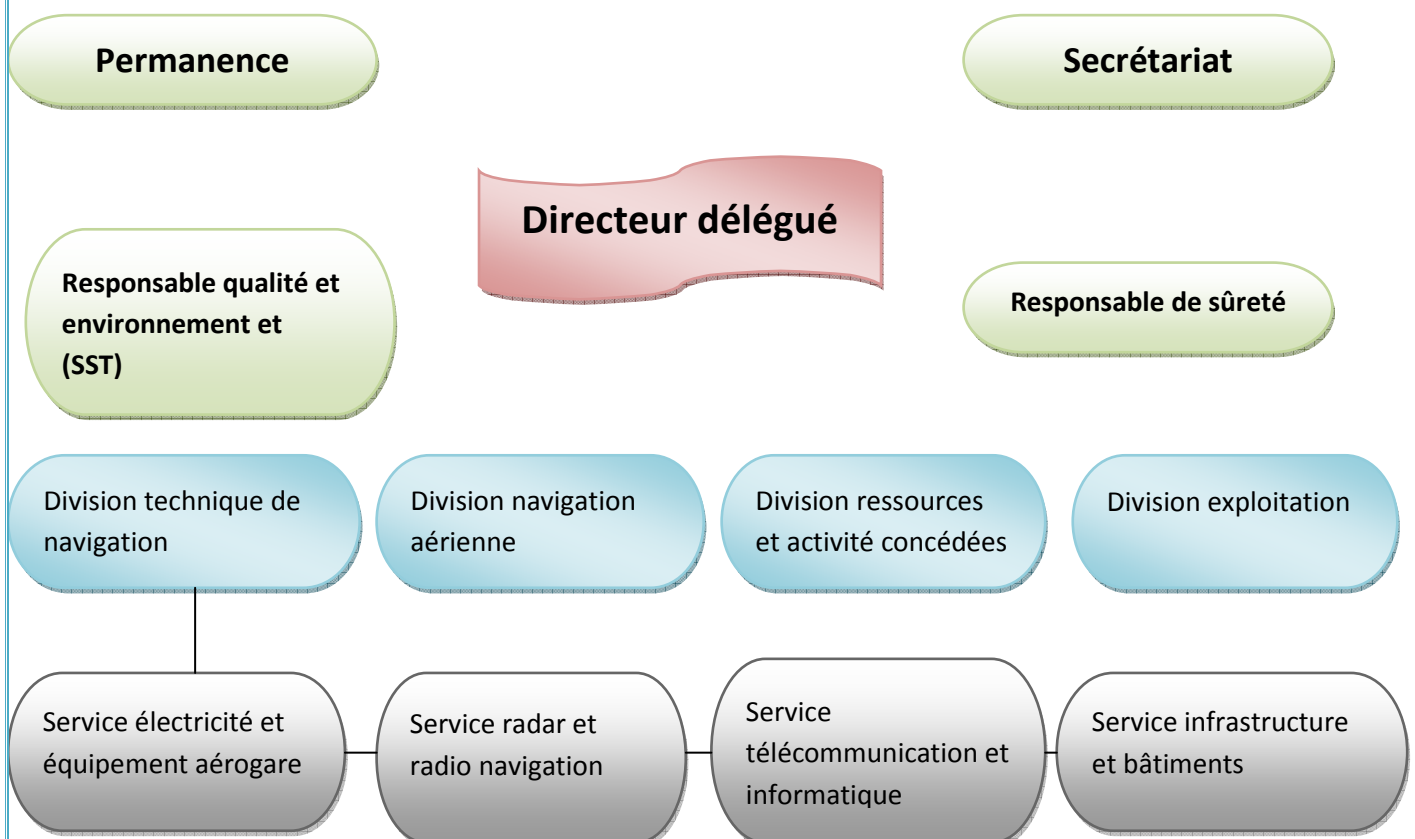 Permanence
Secrétariat
Directeur délégué
Responsable qualité et
environnement et
(SST)
Responsable de sûreté
Division technique de
navigation
Division navigation
aérienne
Division ressources
et activité concédées
Division exploitation
Service électricité et
équipement aérogare
Service radar et
radio navigation
Service
télécommunication et
informatique
Service infrastructure
et bâtiments